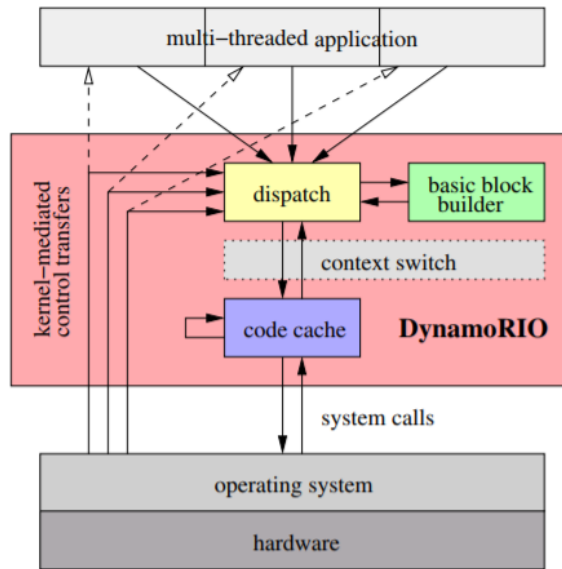 multi−threaded application
kernel−mediated
control transfers
dispatch
basic block
builder
context switch
code cache
DynamoRIO
system calls
operating system
hardware